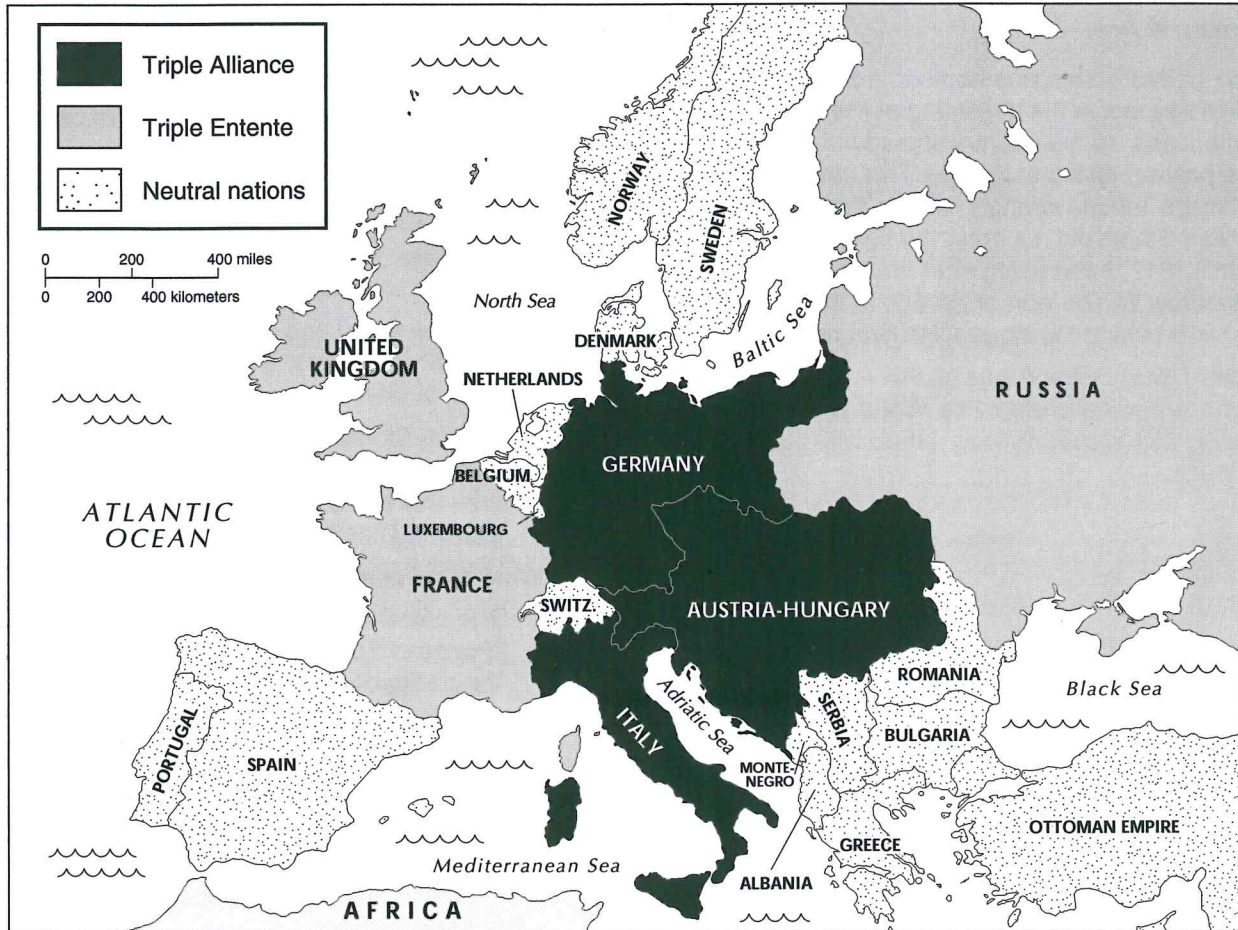 Triple Alliance
Triple Entente
Neutral nations
0 200 400 miles
0 200 400 kilometers
NORWAY
SWEDEN
North Sea
Baltic Sea
DENMARK
UNITED
KINGDOM
NETHERLANDS
RUSSIA
GERMANY
BELGIUM
ATLANTIC
OCEAN
LUXEMBOURG
FRANCE
SWITZ.
AUSTRIA-HUNGARY
ROMANIA
Black Sea
Adriatic Sea
ITALY
SERBIA
BULGARIA
PORTUGAL
SPAIN
MONTE-
NEGRO
OTTOMAN EMPIRE
GREECE
Mediterranean Sea
ALBANIA
AFRICA